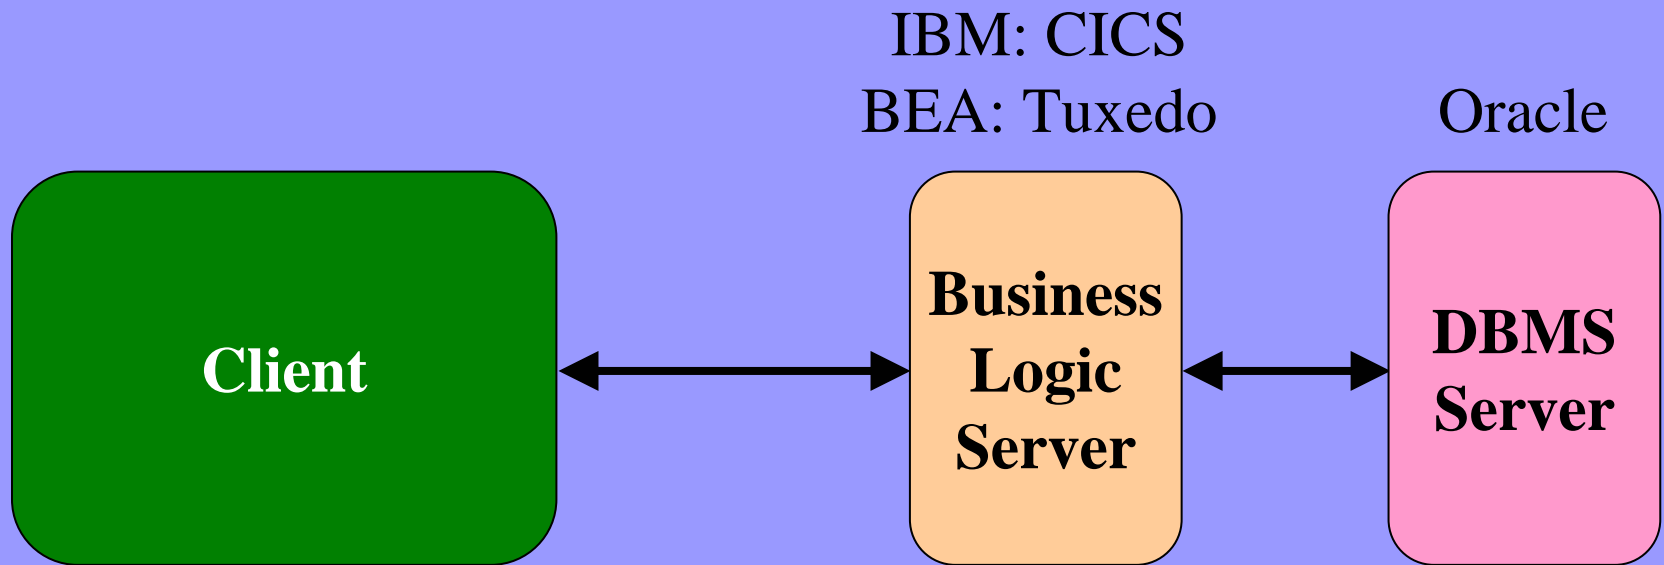 IBM: CICS
BEA: Tuxedo
Oracle
Client
Business
Logic
Server
DBMS
Server